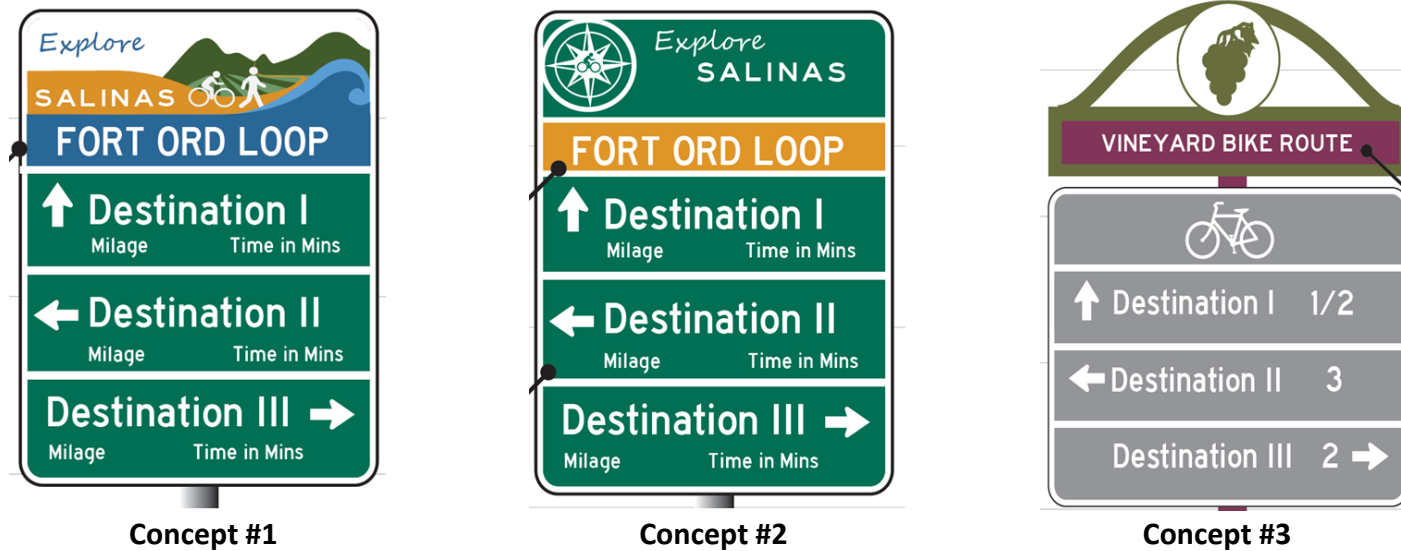 Explore
SALINAS
FORT ORD LOOP
Destination I
Milage Time in Mins
Destination II
Milage Time in Mins
Destination III
Milage Time in Mins
Concept #1
Explore
SALINAS
FORT ORD LOOP
Destination I
Milage Time in Mins
Destination II
Milage Time in Mins
Destination III
Milage Time in Mins
Concept #2
VINEYARD BIKE ROUTE
Destination I 1/2
Destination II 3
Destination III 2
Concept #3